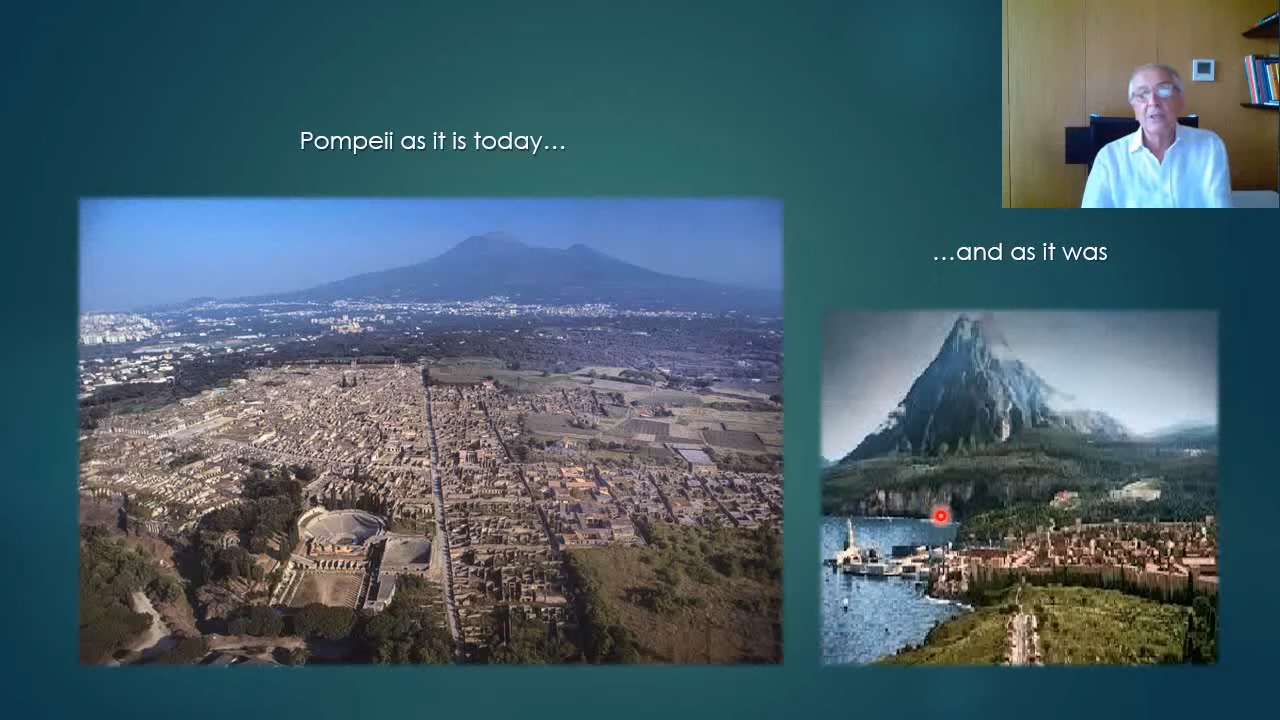 Pompeii as it is today…
…and as it was